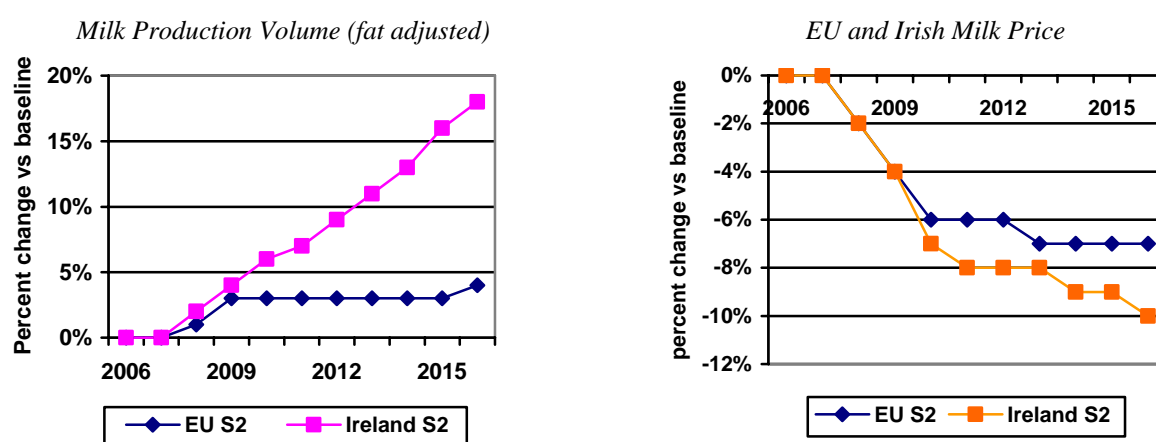 Milk Production Volume (fat adjusted)
Percent change vs baseline
20%
15%
10%
5%
0%
2006 2009 2012 2015
EU S2 Ireland S2
EU and Irish Milk Price
percent change vs baseline
0%
2006 2009 2012 2015
-2%
-4%
-6%
-8%
-10%
-12%
EU S2 Ireland S2